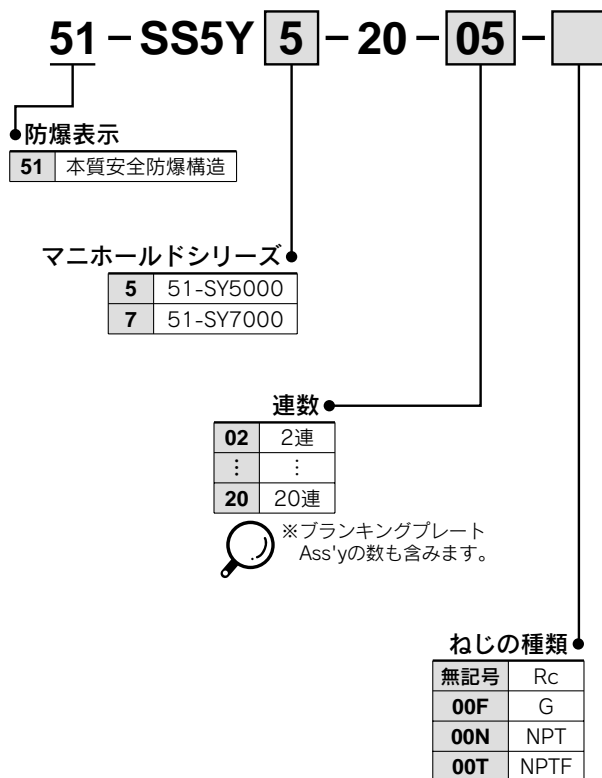 51-SS5Y 5-20-05-
防爆表示
51 本質安全防爆構造
マニホールドシリーズ
5 51-SY5000
7 51-SY7000
連数
02 2連
⋮ ⋮
20 20連
※ブランキングプレート
Ass'yの数も含みます。
ねじの種類
無記号 Rc
00F G
00N NPT
00T NPTF